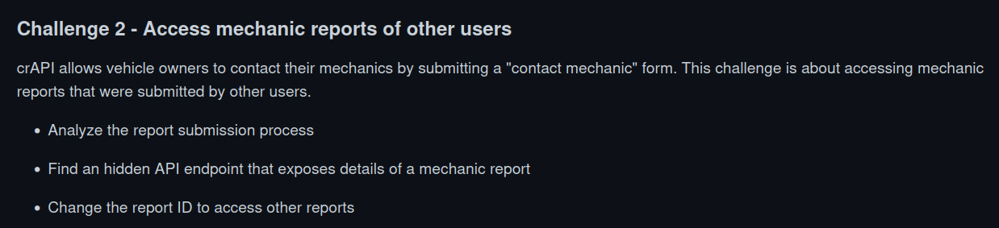 Challenge 2 - Access mechanic reports of other users
crAPI allows vehicle owners to contact their mechanics by submitting a "contact mechanic" form. This challenge is about accessing mechanic
reports that were submitted by other users.
• Analyze the report submission process
• Find an hidden API endpoint that exposes details of a mechanic report
• Change the report ID to access other reports